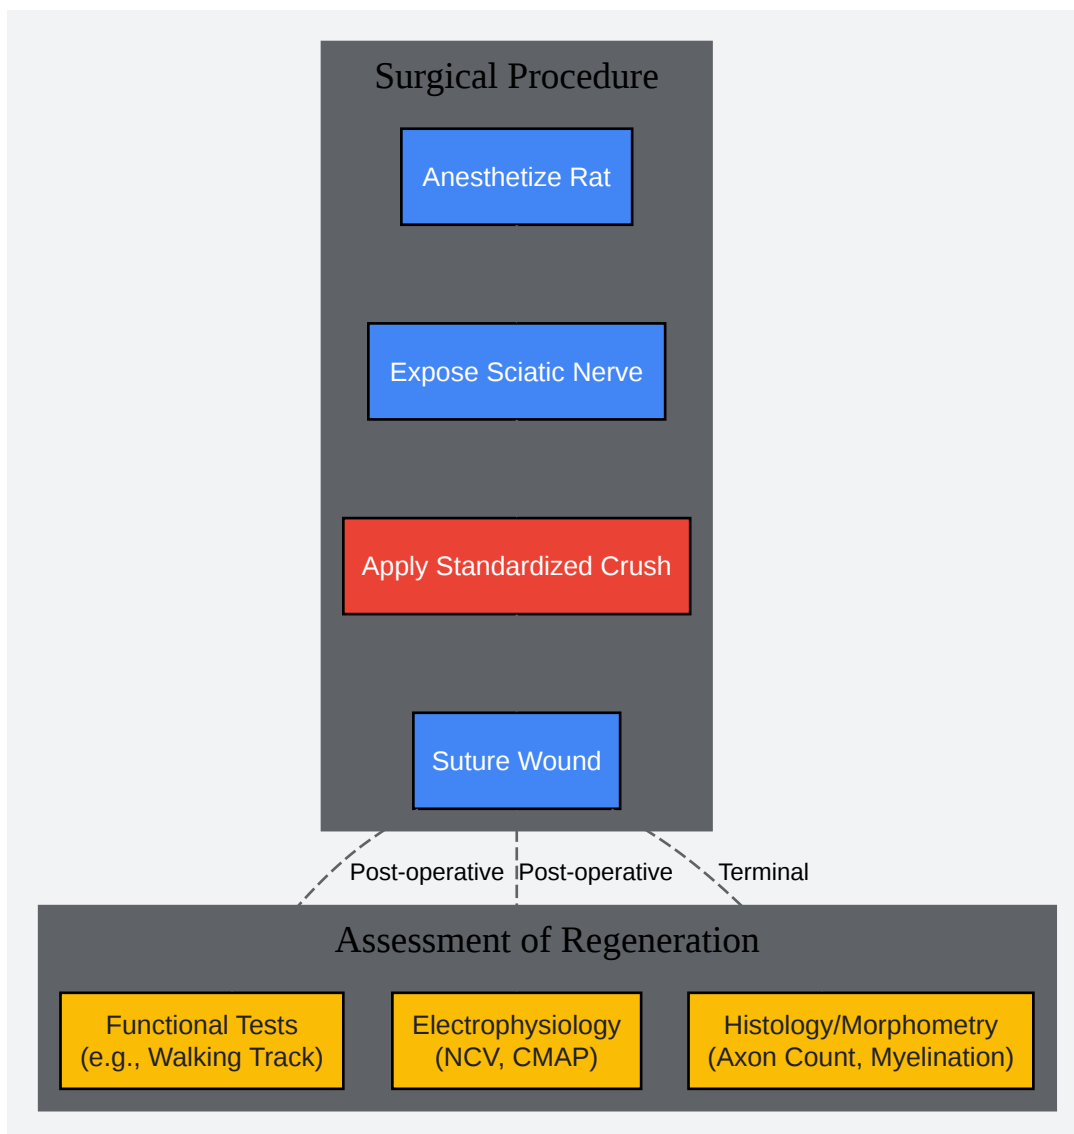 Surgical Procedure
Anesthetize Rat
Expose Sciatic Nerve
Apply Standardized Crush
Suture Wound
Post-operative
Post-operative
Terminal
Assessment of Regeneration
Functional Tests
(e.g., Walking Track)
Electrophysiology
(NCV, CMAP)
Histology/Morphometry
(Axon Count, Myelination)